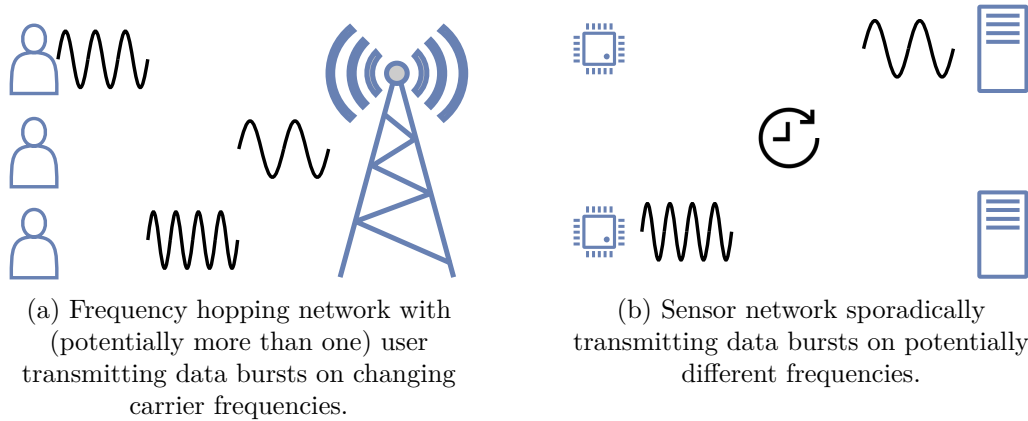 (a) Frequency hopping network with
(potentially more than one) user
transmitting data bursts on changing
carrier frequencies.
(b) Sensor network sporadically
transmitting data bursts on potentially
different frequencies.